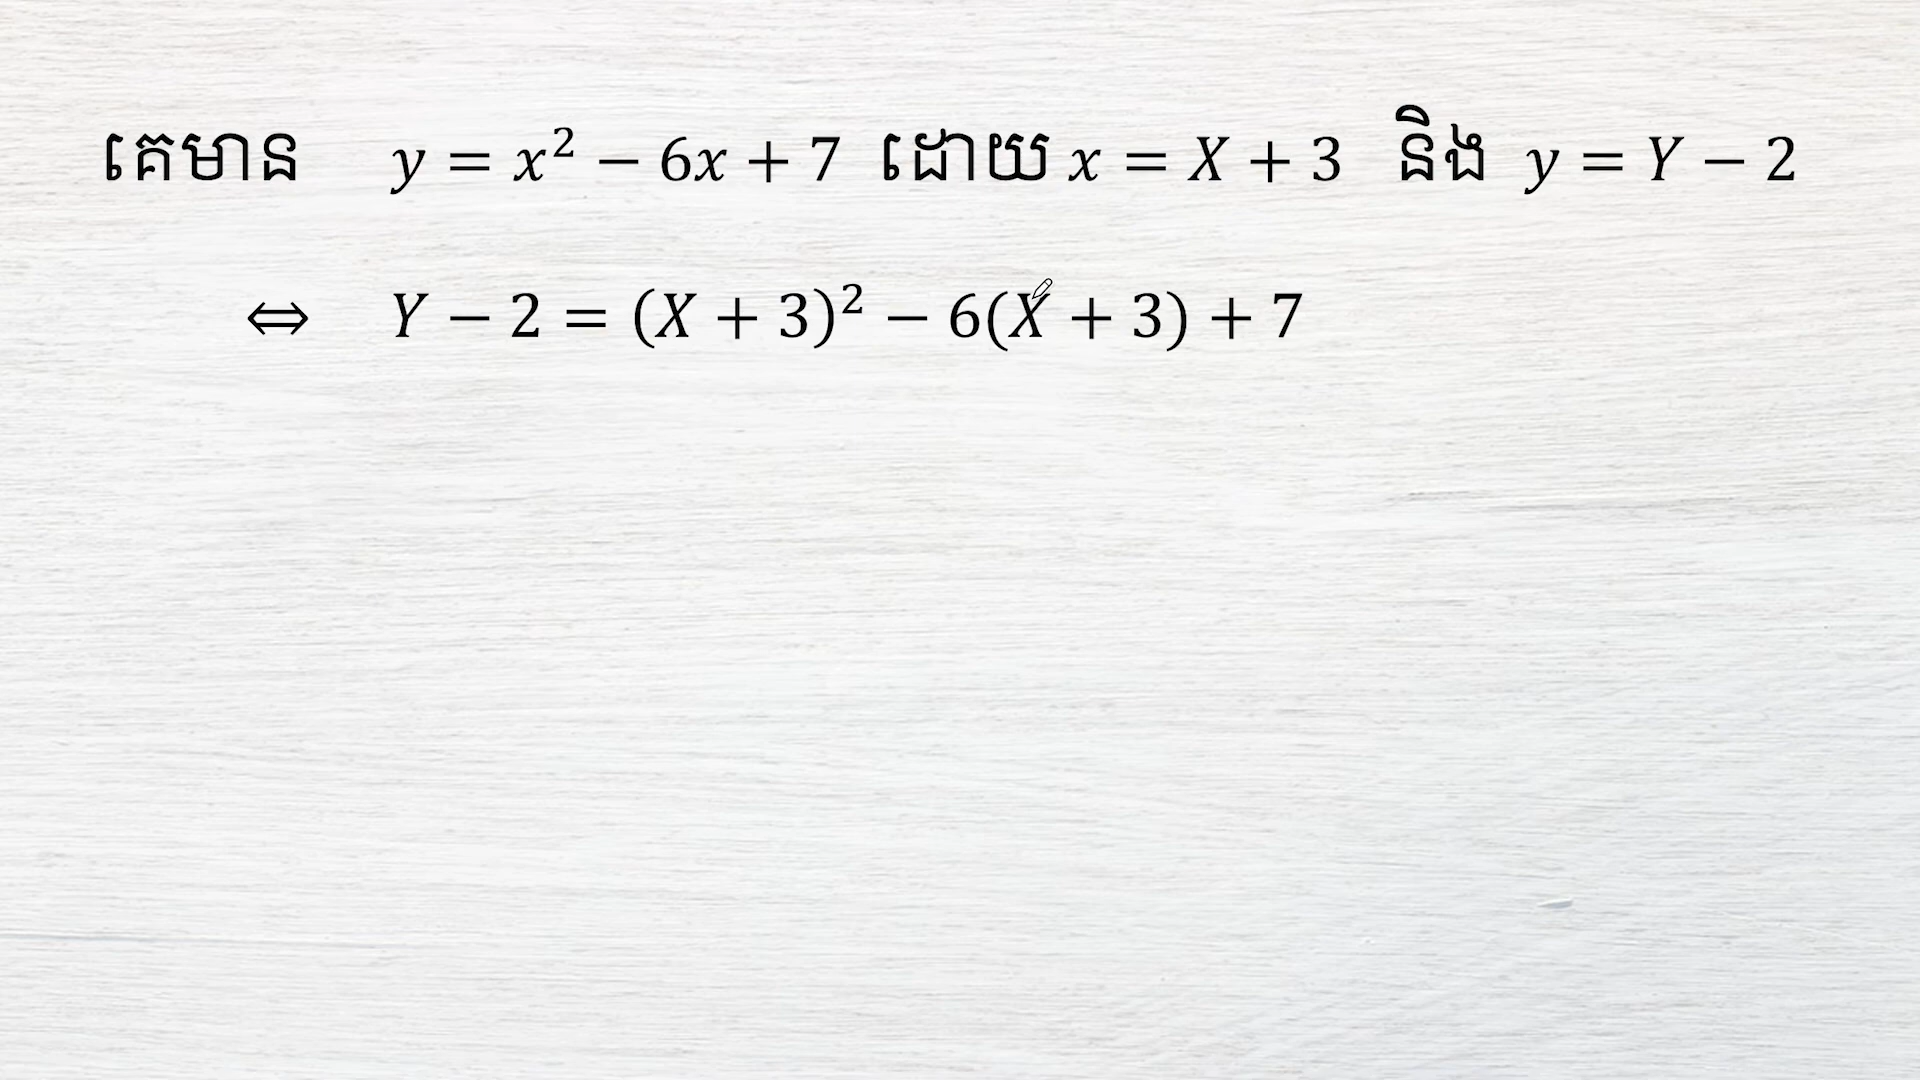 គេមាន y = x² − 6x + 7 ដោយ x = X + 3 និង y = Y − 2
⇔ Y − 2 = (X + 3)² − 6(X + 3) + 7